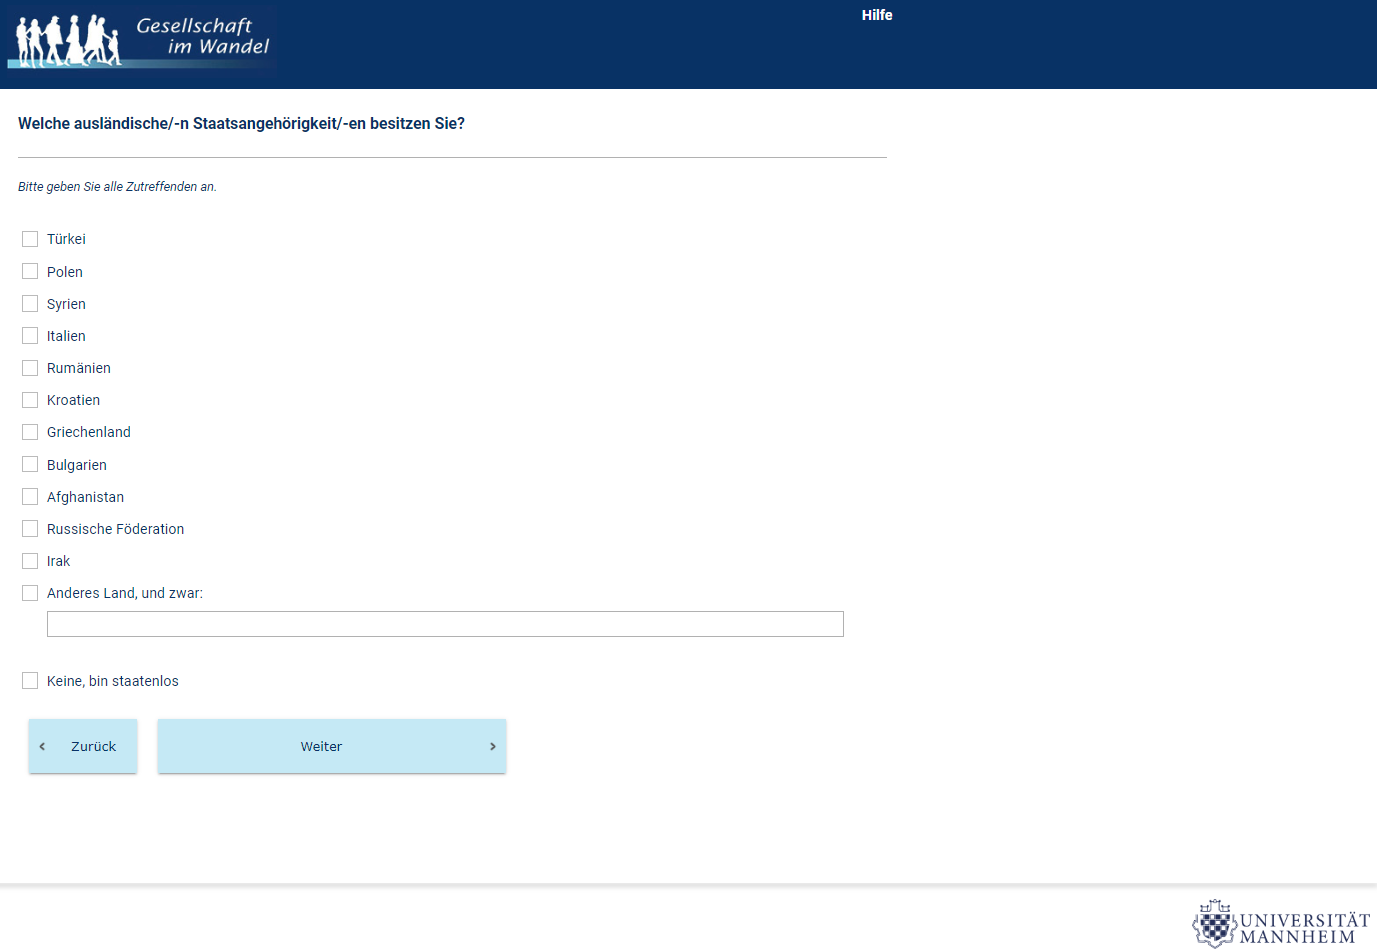 Gesellschaft
im Wandel
Hilfe
Welche ausländische/-n Staatsangehörigkeit/-en besitzen Sie?
Bitte geben Sie alle Zutreffenden an.
Türkei
Polen
Syrien
Italien
Rumänien
Kroatien
Griechenland
Bulgarien
Afghanistan
Russische Föderation
Irak
Anderes Land, und zwar:
Keine, bin staatenlos
Zurück
Weiter
UNIVERSITÄT
MANNHEIM